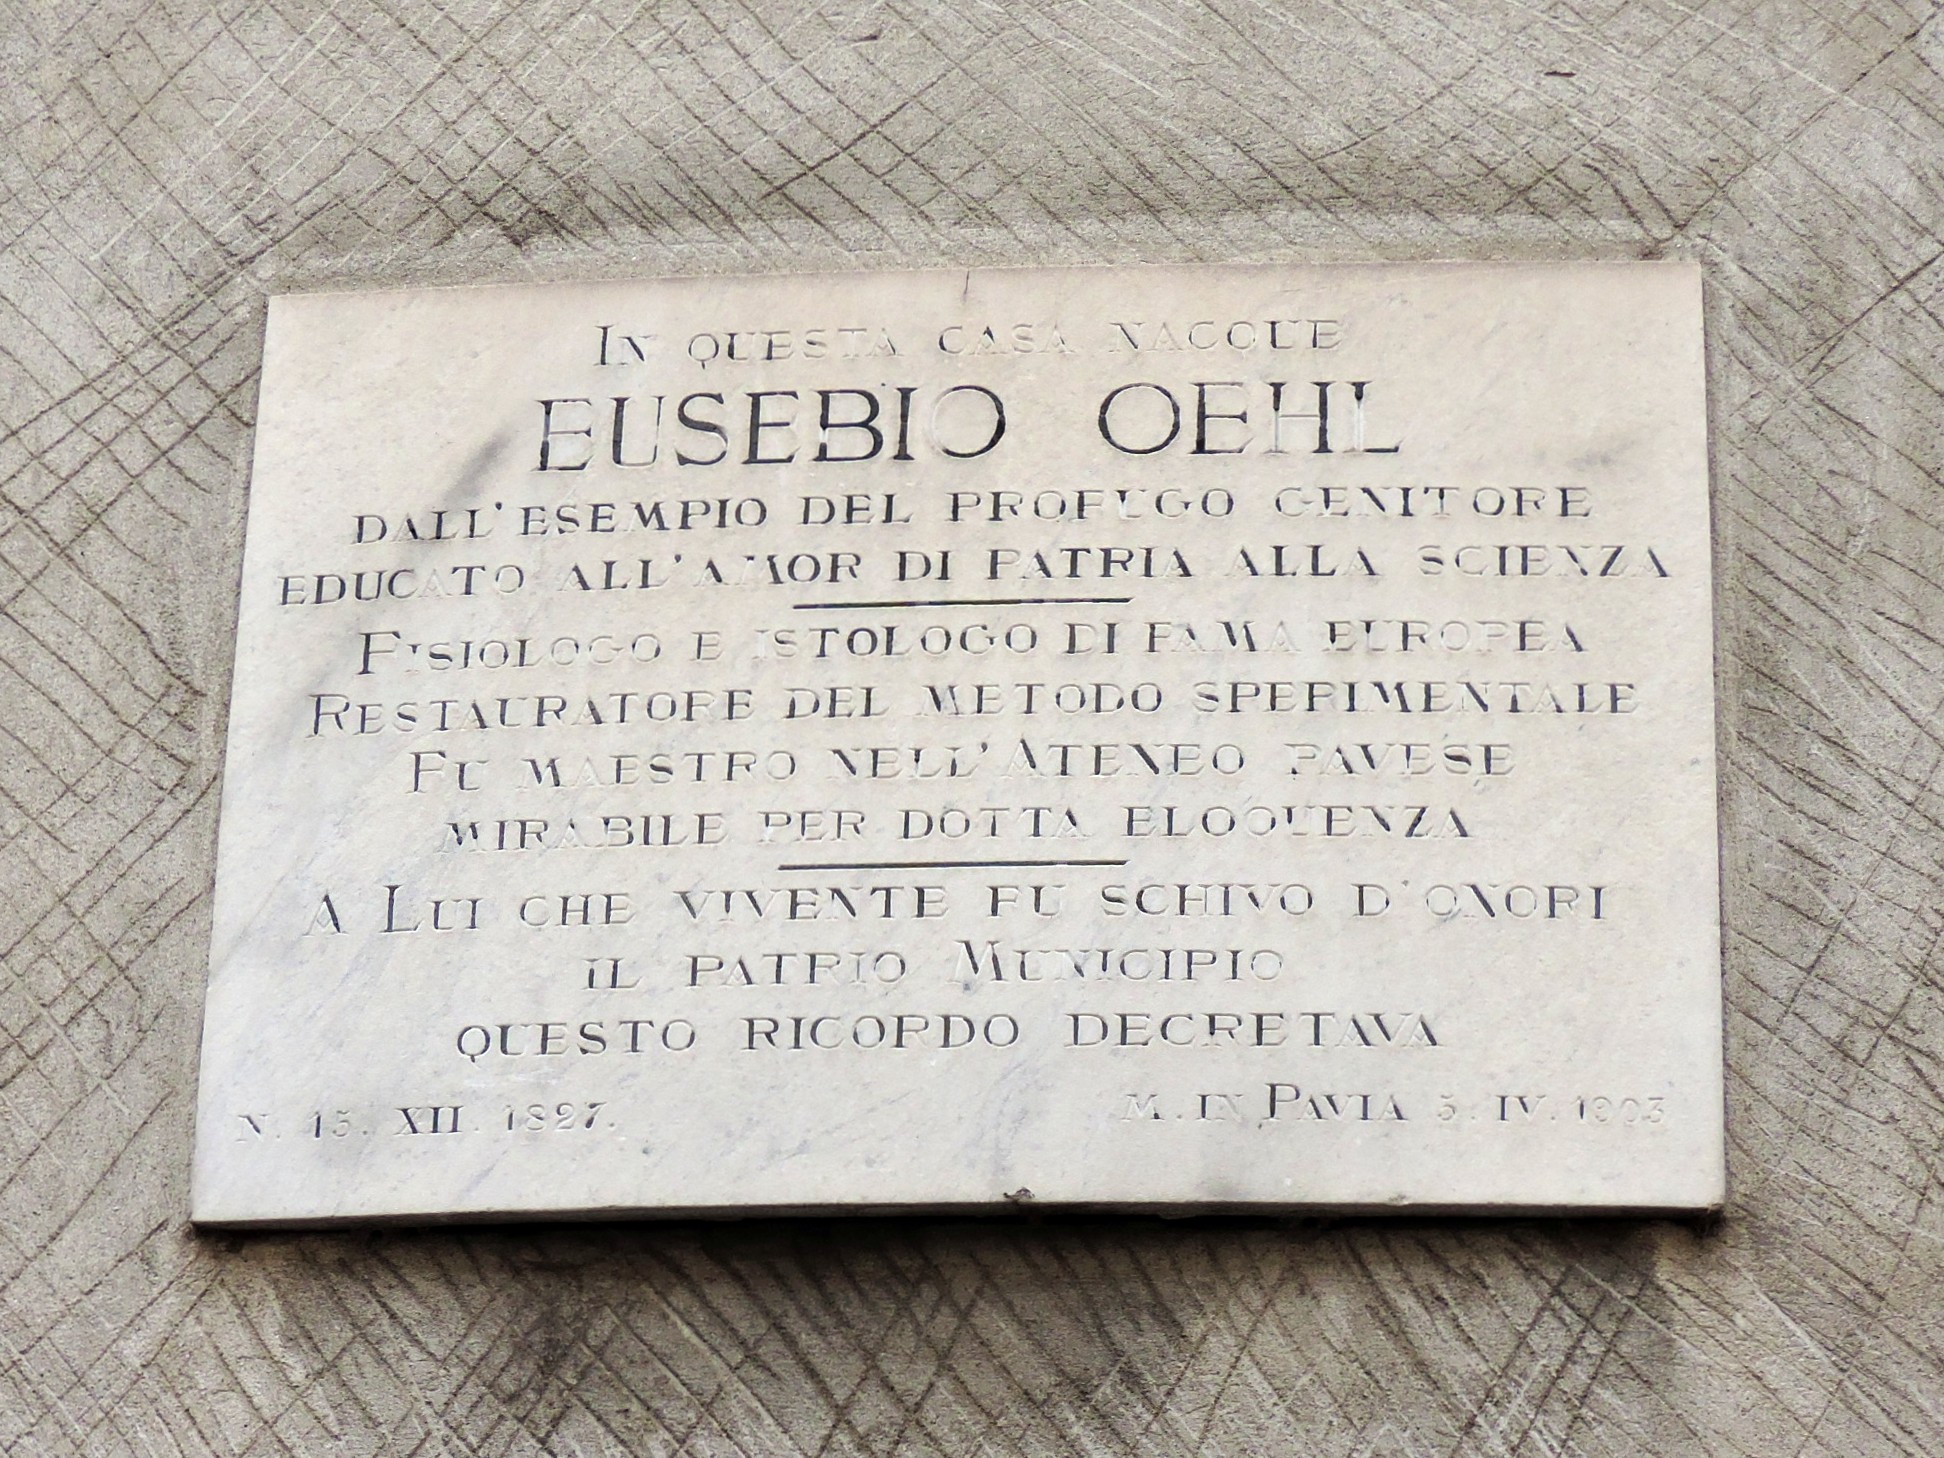 In questa casa nacque
EUSEBIO OEHL
DALL'ESEMPIO DEL PROFUGO GENITORE
EDUCATO ALL'AMOR DI PATRIA ALLA SCIENZA
FISIOLOGO E ISTOLOGO DI FAMA EUROPEA
RESTAURATORE DEL METODO SPERIMENTALE
FU MAESTRO NELL'ATENEO PAVESE
MIRABILE PER DOTTA ELOQUENZA
A LUI CHE VIVENTE FU SCHIVO D'ONORI
IL PATRIO MUNICIPIO
QUESTO RICORDO DECRETAVA
N. 13. XII. 1827. M. IN PAVIA 5. IV. 1903